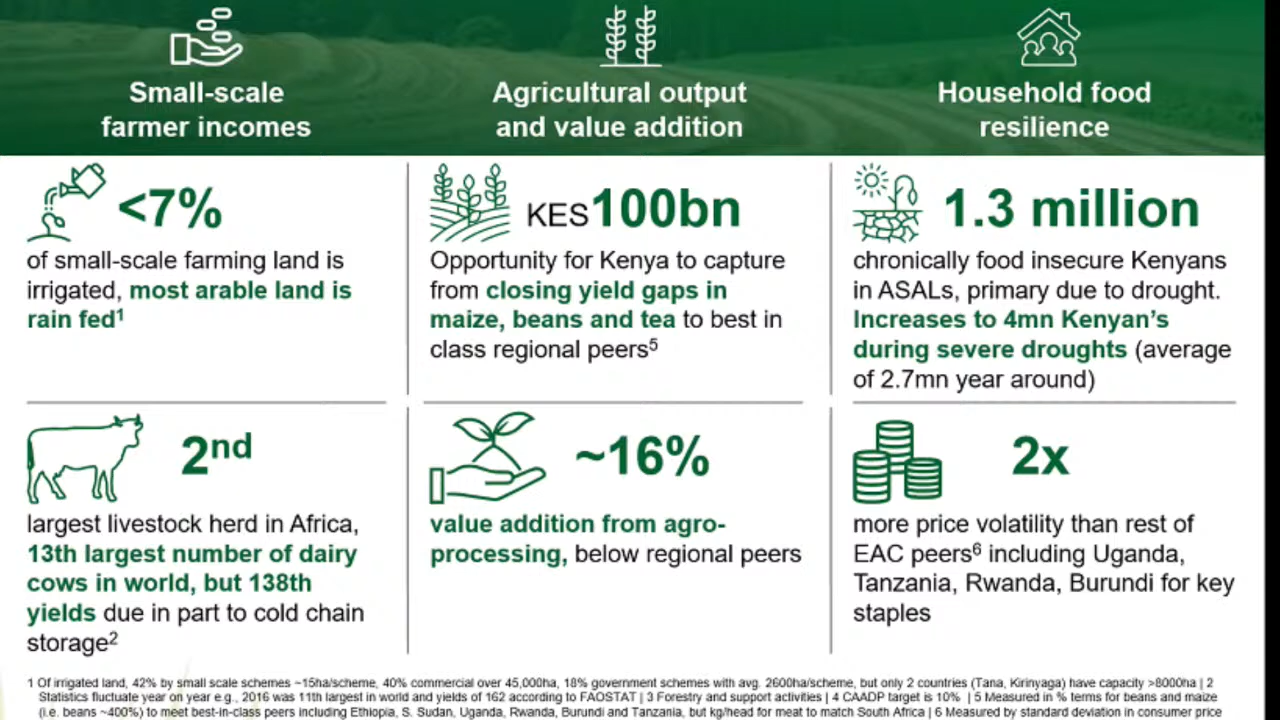 Small-scale
farmer incomes
Agricultural output
and value addition
Household food
resilience
<7%
of small-scale farming land is
irrigated, most arable land is
rain fed¹
KES100bn
Opportunity for Kenya to capture
from closing yield gaps in
maize, beans and tea to best in
class regional peers⁵
1.3 million
chronically food insecure Kenyans
in ASALs, primary due to drought.
Increases to 4mn Kenyan's
during severe droughts (average
of 2.7mn year around)
2nd
largest livestock herd in Africa,
13th largest number of dairy
cows in world, but 138th
yields due in part to cold chain
storage²
~16%
value addition from agro-
processing, below regional peers
2x
more price volatility than rest of
EAC peers⁶ including Uganda,
Tanzania, Rwanda, Burundi for key
staples
1 Of irrigated land, 42% by small scale schemes ~15ha/scheme, 40% commercial over 45,000ha, 18% government schemes with avg. 2600ha/scheme, but only 2 countries (Tana, Kirinyaga) have capacity >8000ha | 2
Statistics fluctuate year on year e.g., 2016 was 11th largest in world and yields of 162 according to FAOSTAT | 3 Forestry and support activities | 4 CAADP target is 10% | 5 Measured in % terms for beans and maize
(i.e. beans ~400%) to meet best-in-class peers including Ethiopia, S. Sudan, Uganda, Rwanda, Burundi and Tanzania, but kg/head for meat to match South Africa | 6 Measured by standard deviation in consumer price